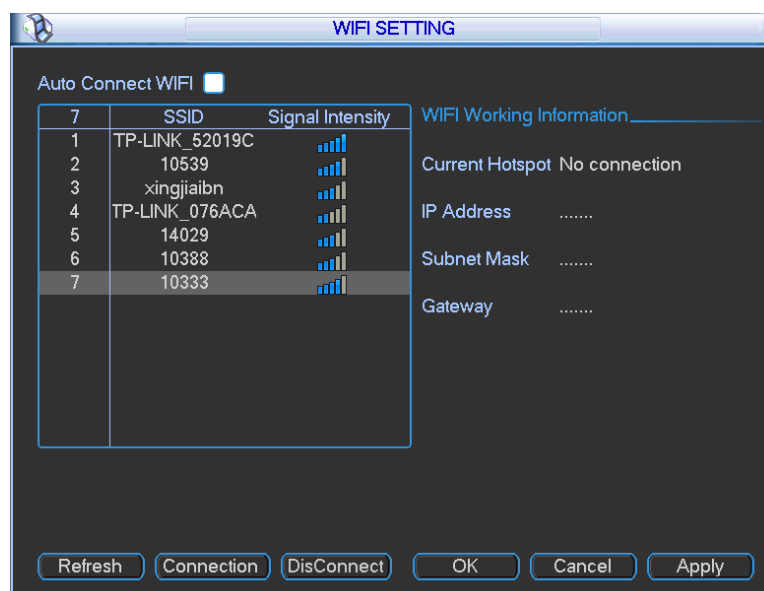 WIFI SETTING
Auto Connect WIFI
7 SSID Signal Intensity
1 TP-LINK_52019C
2 10539
3 xingjiaibn
4 TP-LINK_076ACA
5 14029
6 10388
7 10333
WIFI Working Information
Current Hotspot No connection
IP Address .......
Subnet Mask .......
Gateway .......
Refresh Connection DisConnect OK Cancel Apply